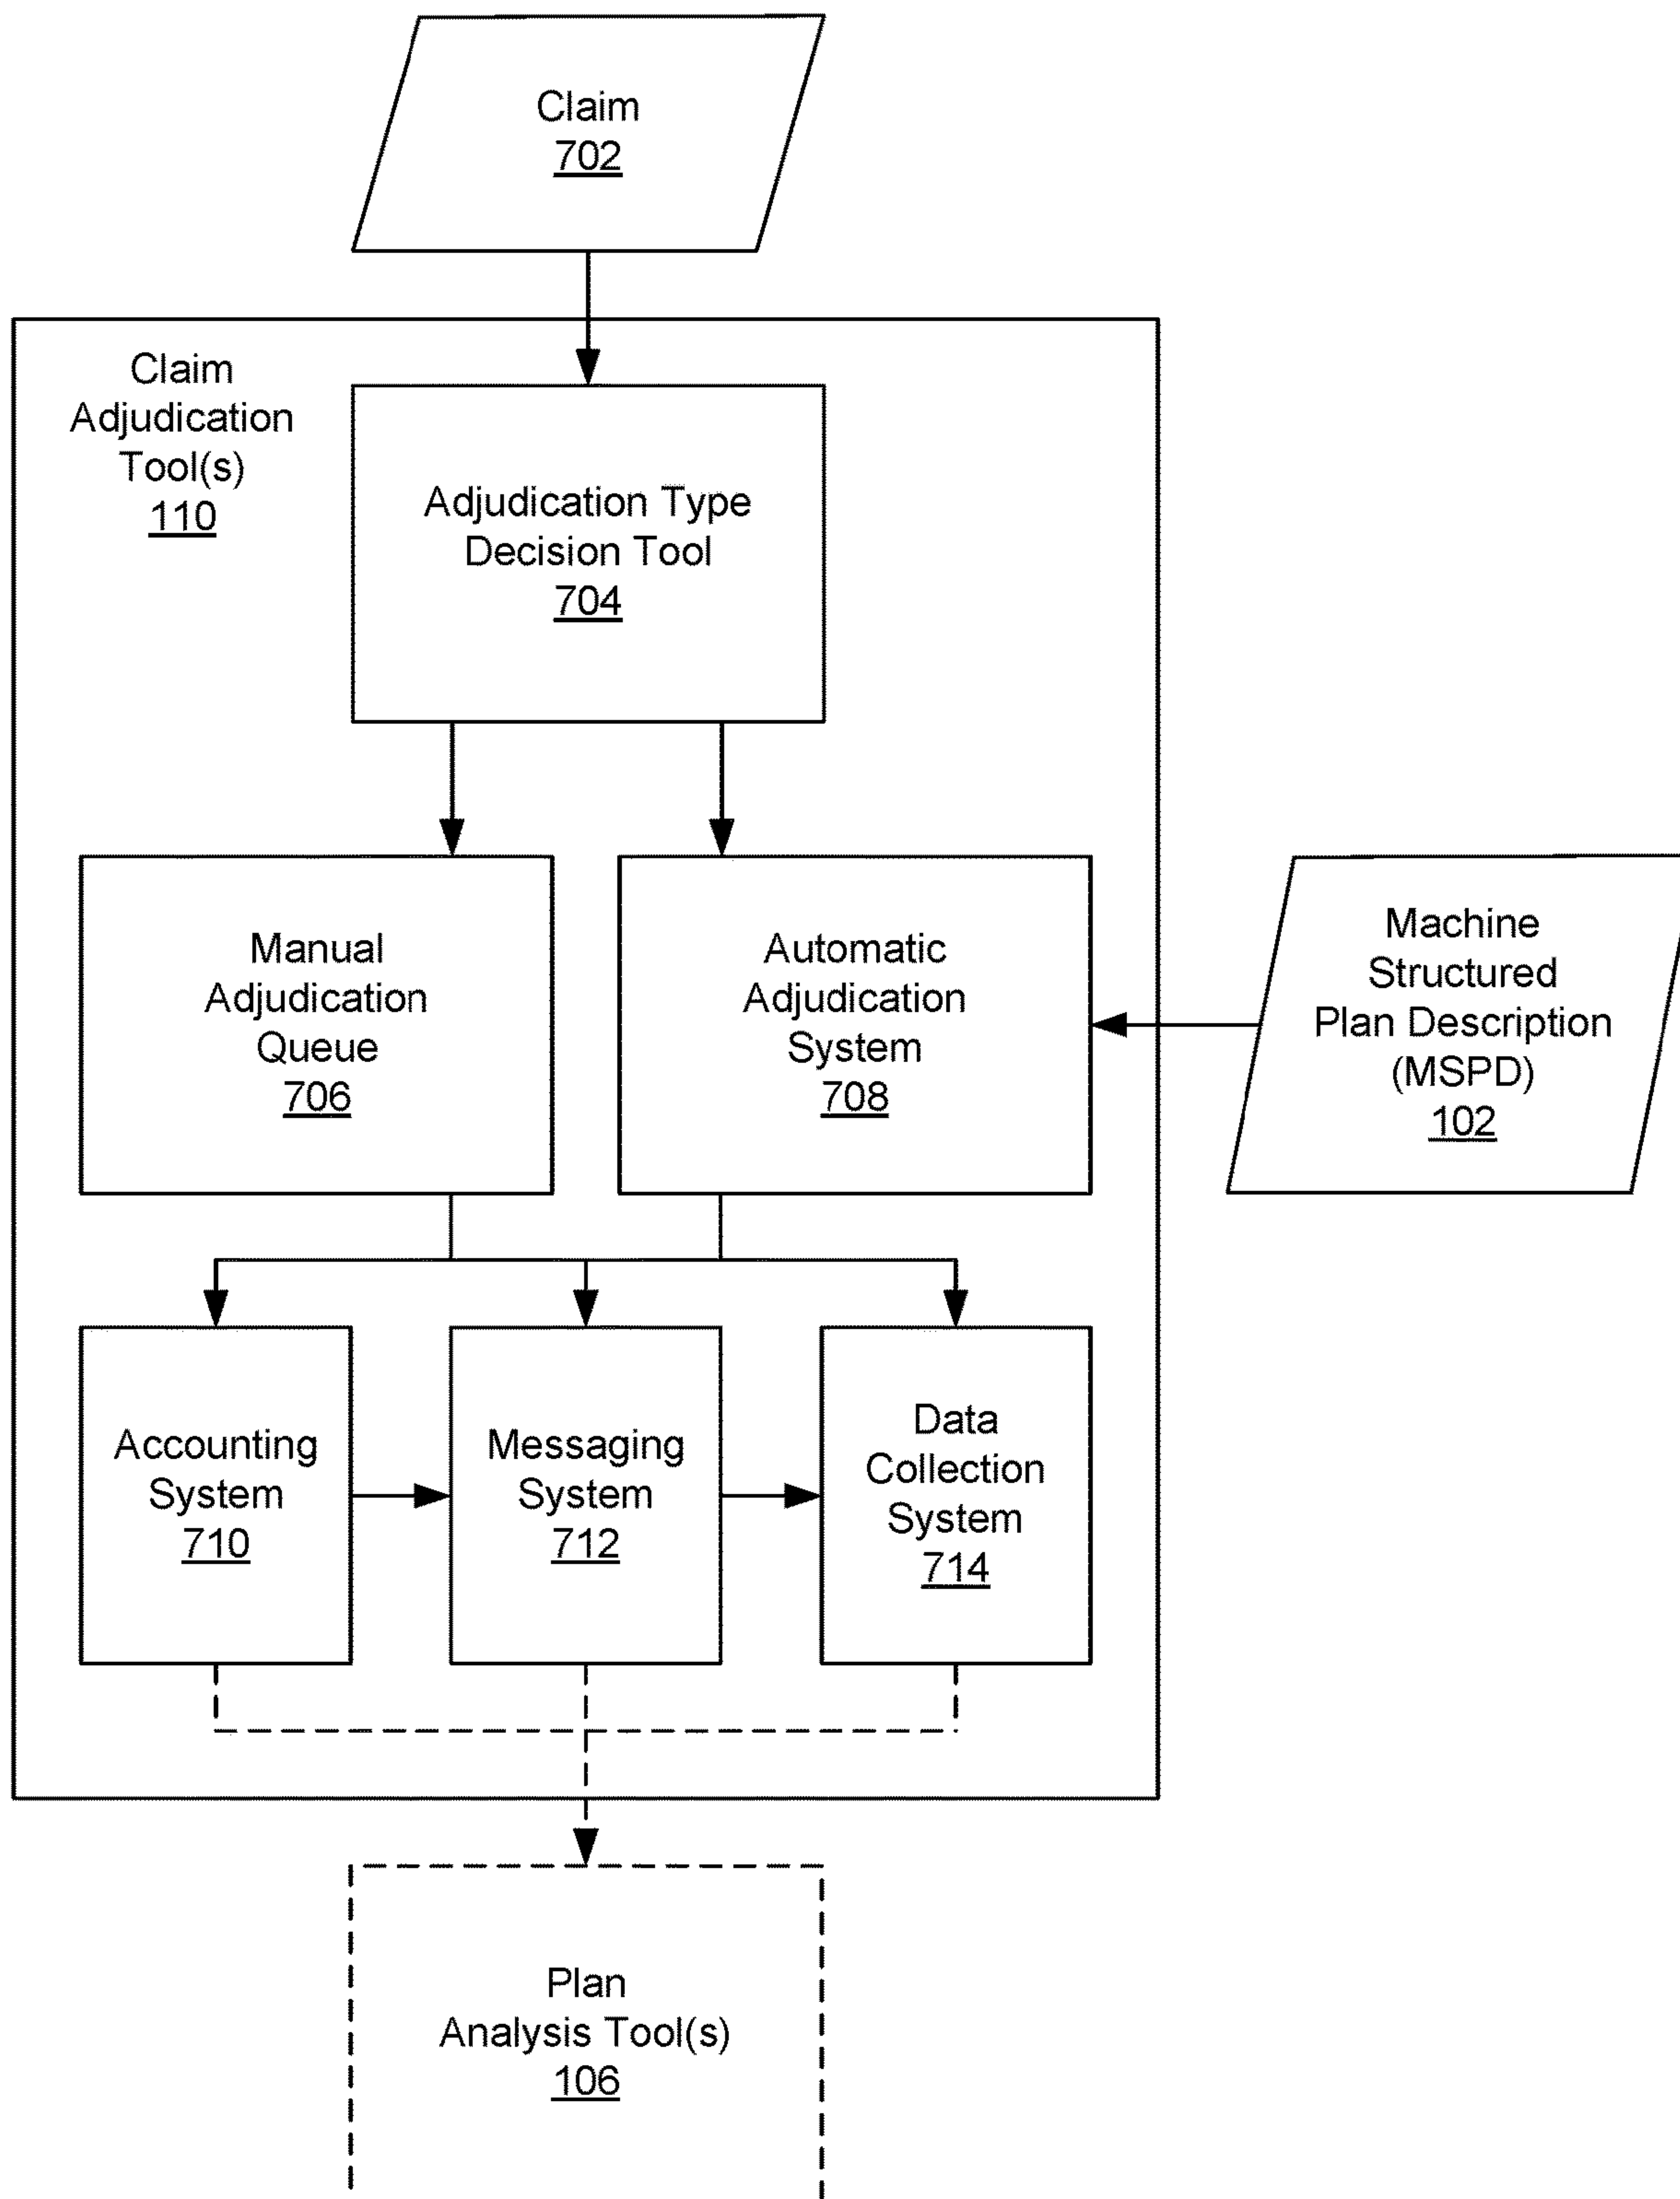 Claim
702
Claim
Adjudication
Tool(s)
110
Adjudication Type
Decision Tool
704
Manual
Adjudication
Queue
706
Automatic
Adjudication
System
708
Machine
Structured
Plan Description
(MSPD)
102
Accounting
System
710
Messaging
System
712
Data
Collection
System
714
Plan
Analysis Tool(s)
106